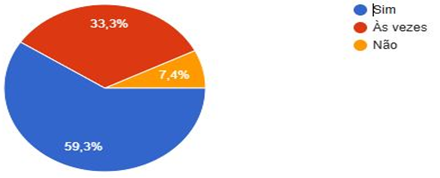 33,3%
7,4%
59,3%
Sim
Às vezes
Não